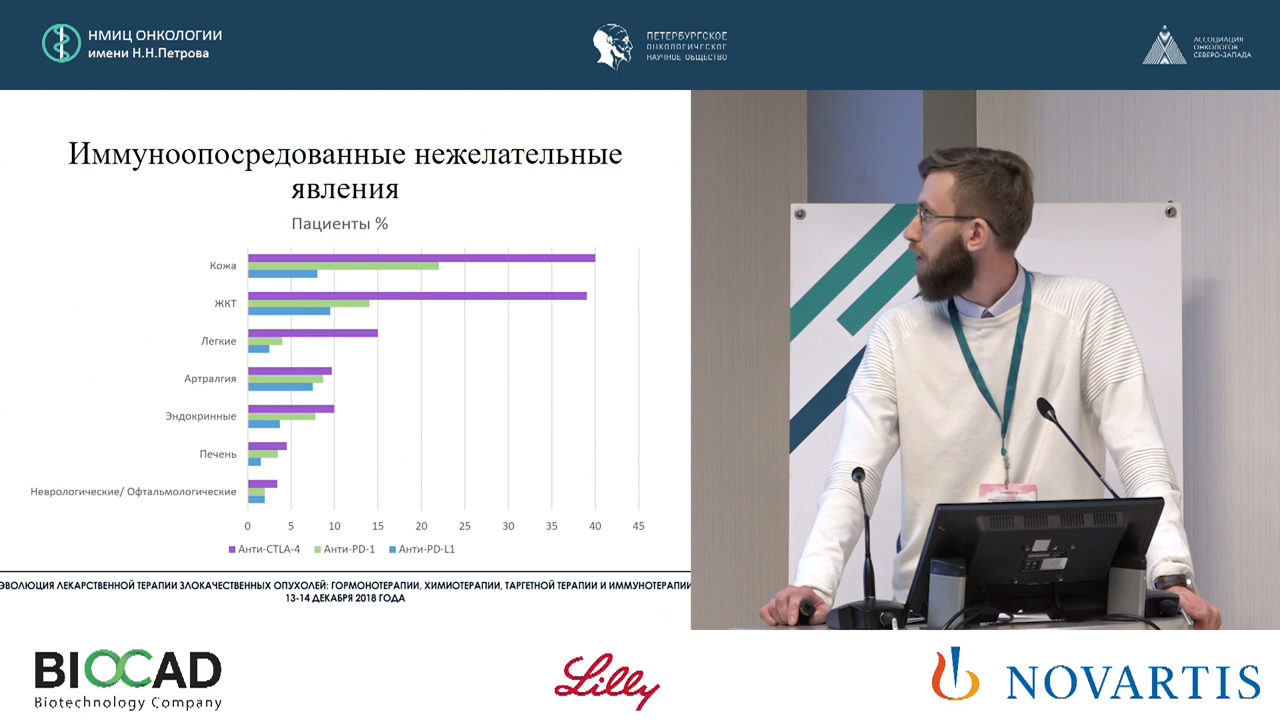 НМИЦ ОНКОЛОГИИ
имени Н.Н.Петрова
ПЕТЕРБУРГСКОЕ
ОНКОЛОГИЧЕСКОЕ
НАУЧНОЕ ОБЩЕСТВО
АССОЦИАЦИЯ
ОНКОЛОГОВ
СЕВЕРО-ЗАПАДА
Иммуноопосредованные нежелательные
явления
Пациенты %
Кожа
ЖКТ
Легкие
Артралгия
Эндокринные
Печень
Неврологические/ Офтальмологические
0 5 10 15 20 25 30 35 40 45
Анти-CTLA-4 Анти-PD-1 Анти-PD-L1
ЭВОЛЮЦИЯ ЛЕКАРСТВЕННОЙ ТЕРАПИИ ЗЛОКАЧЕСТВЕННЫХ ОПУХОЛЕЙ: ГОРМОНОТЕРАПИИ, ХИМИОТЕРАПИИ, ТАРГЕТНОЙ ТЕРАПИИ И ИММУНОТЕРАПИИ
13-14 ДЕКАБРЯ 2018 ГОДА
BIOCAD
Biotechnology Company
Lilly
NOVARTIS